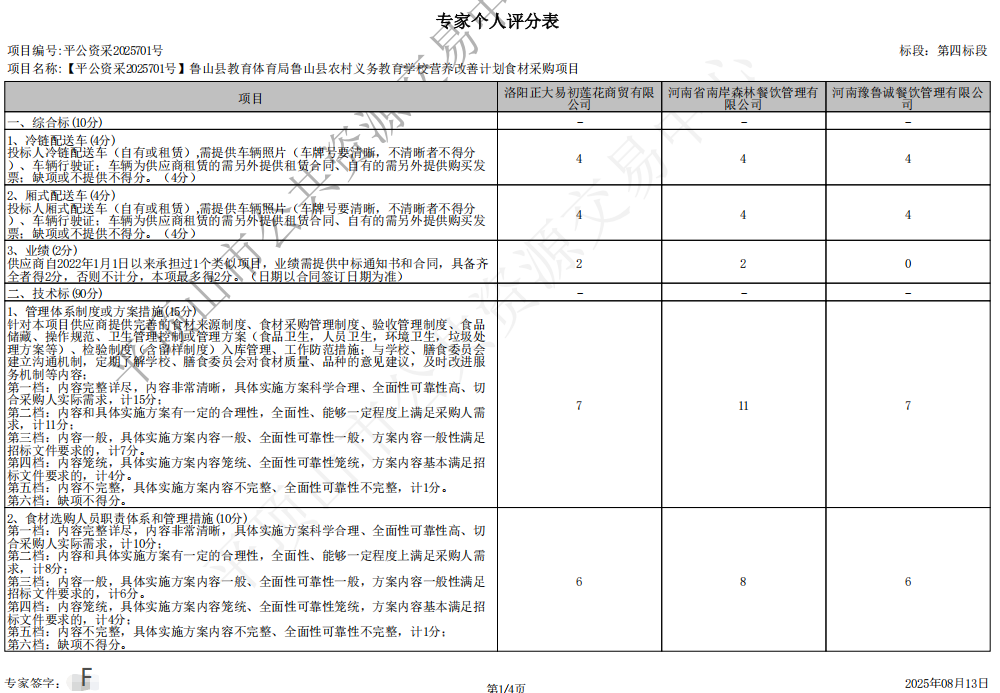 专家个人评分表
项目编号:平公资采2025701号
标段: 第四标段
项目名称:【平公资采2025701号】鲁山县教育体育局鲁山县农村义务教育学校营养改善计划食材采购项目
项目
洛阳正大易初莲花商贸有限
公司
河南省南岸森林餐饮管理有
限公司
河南豫鲁诚餐饮管理有限公
司
一、综合标(10分)
-
-
-
1、冷链配送车(4分)
投标人冷链配送车（自有或租赁）,需提供车辆照片（车牌号要清晰，不清晰者不得分
）、车辆行驶证；车辆为供应商租赁的需另外提供租赁合同、自有的需另外提供购买发
票；缺项或不提供不得分。（4分）
4
4
4
2、厢式配送车(4分)
投标人厢式配送车（自有或租赁）,需提供车辆照片（车牌号要清晰，不清晰者不得分
）、车辆行驶证；车辆为供应商租赁的需另外提供租赁合同、自有的需另外提供购买发
票；缺项或不提供不得分。（4分）
4
4
4
3、业绩(2分)
供应商自2022年1月1日以来承担过1个类似项目，业绩需提供中标通知书和合同，具备齐
全者得2分，否则不计分，本项最多得2分。（日期以合同签订日期为准）
2
2
0
二、技术标(90分)
-
-
-
1、管理体系制度或方案措施(15分)
针对本项目供应商提供完善的食材来源制度、食材采购管理制度、验收管理制度、食品
储藏、操作规范、卫生管理控制或管理方案（食品卫生，人员卫生，环境卫生，垃圾处
理方案等）、检验制度（含留样制度）入库管理、工作防范措施；与学校、膳食委员会
建立沟通机制，定期了解学校、膳食委员会对食材质量、品种的意见建议，及时改进服
务机制等内容；
第一档：内容完整详尽，内容非常清晰，具体实施方案科学合理、全面性可靠性高、切
合采购人实际需求，计15分；
第二档：内容和具体实施方案有一定的合理性，全面性、能够一定程度上满足采购人需
求，计11分；
第三档：内容一般，具体实施方案内容一般、全面性可靠性一般，方案内容一般性满足
招标文件要求的，计7分。
第四档：内容笼统，具体实施方案内容笼统、全面性可靠性笼统，方案内容基本满足招
标文件要求的，计4分。
第五档：内容不完整，具体实施方案内容不完整、全面性可靠性不完整，计1分。
第六档：缺项不得分。
7
11
7
2、食材选购人员职责体系和管理措施(10分)
第一档：内容完整详尽，内容非常清晰，具体实施方案科学合理、全面性可靠性高、切
合采购人实际需求，计10分；
第二档：内容和具体实施方案有一定的合理性，全面性、能够一定程度上满足采购人需
求，计8分；
第三档：内容一般，具体实施方案内容一般、全面性可靠性一般，方案内容一般性满足
招标文件要求的，计6分。
第四档：内容笼统，具体实施方案内容笼统、全面性可靠性笼统，方案内容基本满足招
标文件要求的，计4分；
第五档：内容不完整，具体实施方案内容不完整、全面性可靠性不完整，计1分；
第六档：缺项不得分。
6
8
6
平顶山市公共资源交易中心
平顶山市公共资源交易中心
专家签字：
F
第1/4页
2025年08月13日